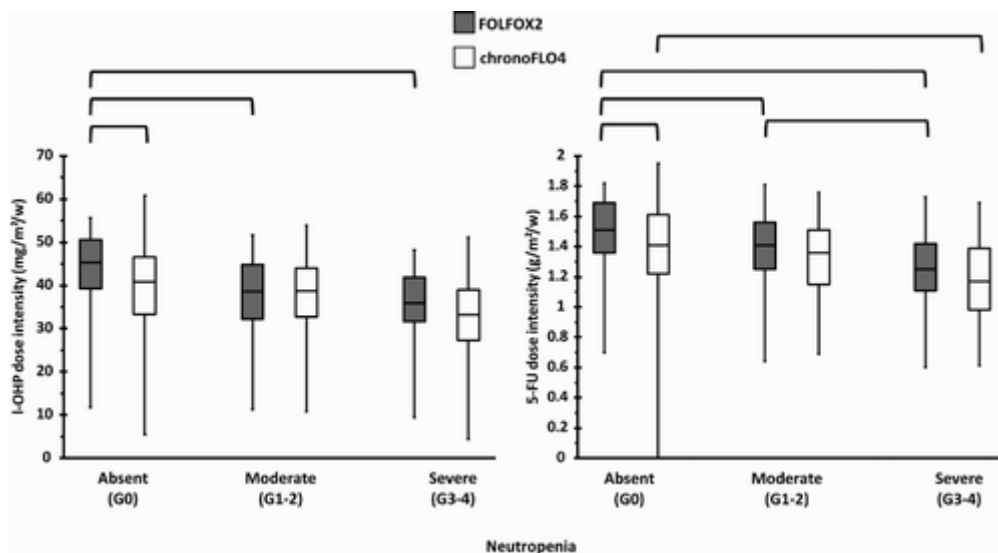 FOLFOX2
chronoFLO4
l-OHP dose intensity (mg/m²/w)
70
60
50
40
30
20
10
0
Absent
(G0)
Moderate
(G1-2)
Severe
(G3-4)
5-FU dose intensity (g/m²/w)
2
1.8
1.6
1.4
1.2
1
0.8
0.6
0.4
0.2
0
Absent
(G0)
Moderate
(G1-2)
Severe
(G3-4)
Neutropenia